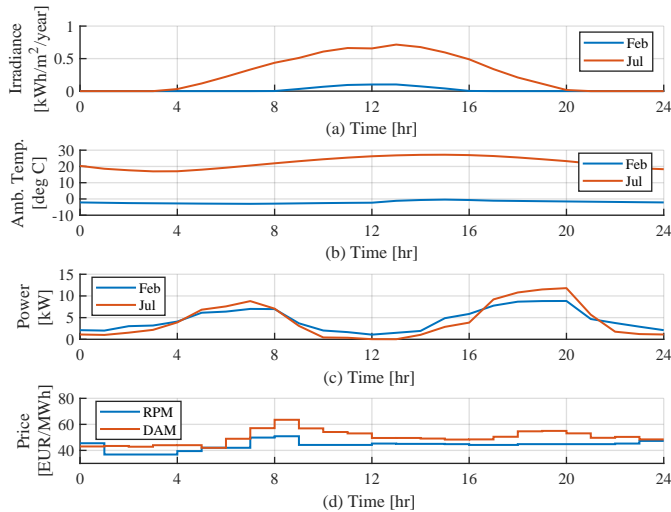 Irradiance
[kWh/m²/year]
1
0.5
0
Feb
Jul
0 4 8 12 16 20 24
(a) Time [hr]
Amb. Temp.
[deg C]
30
20
10
0
-10
Feb
Jul
0 4 8 12 16 20 24
(b) Time [hr]
Power
[kW]
15
10
5
0
Feb
Jul
0 4 8 12 16 20 24
(c) Time [hr]
Price
[EUR/MWh]
80
60
40
RPM
DAM
0 4 8 12 16 20 24
(d) Time [hr]